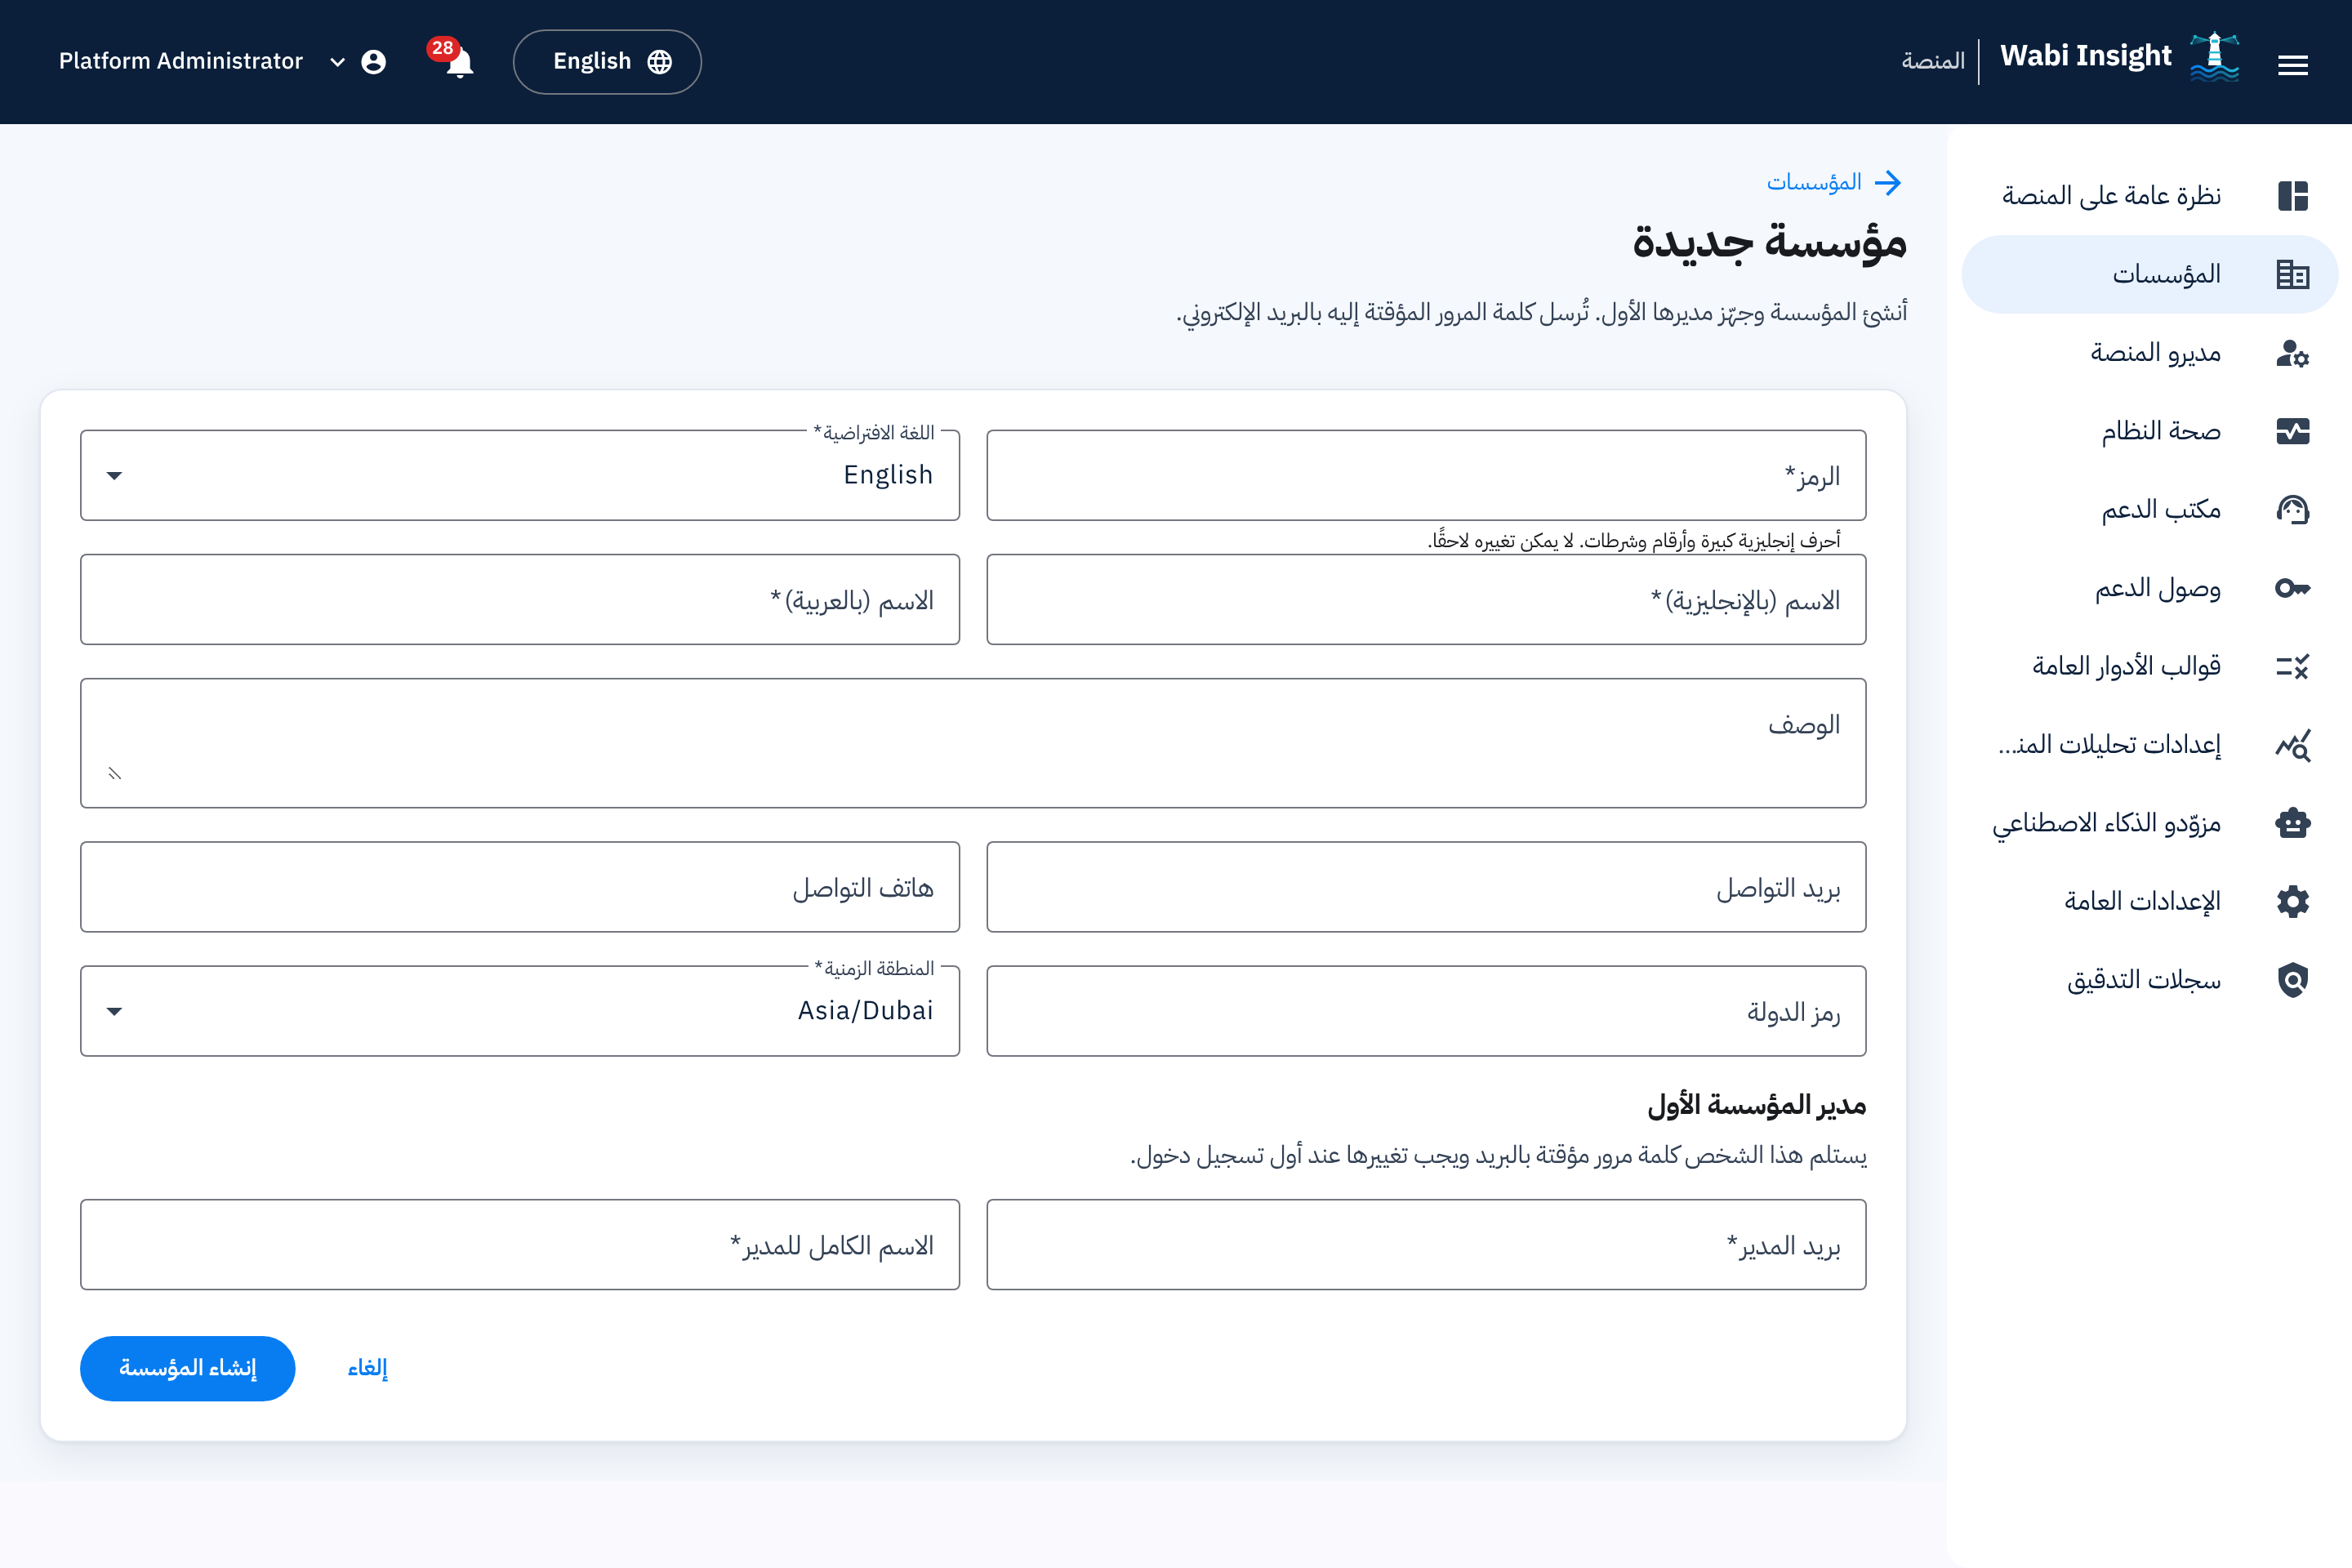 Wabi Insight
المنصة
English
28
Platform Administrator
نظرة عامة على المنصة
المؤسسات
مديرو المنصة
صحة النظام
مكتب الدعم
وصول الدعم
قوالب الأدوار العامة
إعدادات تحليلات المنـ...
مزوّدو الذكاء الاصطناعي
الإعدادات العامة
سجلات التدقيق
المؤسسات
مؤسسة جديدة
أنشئ المؤسسة وجهّز مديرها الأول. تُرسل كلمة المرور المؤقتة إليه بالبريد الإلكتروني.
الرمز*
أحرف إنجليزية كبيرة وأرقام وشرطات. لا يمكن تغييره لاحقًا.
اللغة الافتراضية*
English
الاسم (بالإنجليزية)*
الاسم (بالعربية)*
الوصف
بريد التواصل
هاتف التواصل
رمز الدولة
المنطقة الزمنية*
Asia/Dubai
مدير المؤسسة الأول
يستلم هذا الشخص كلمة مرور مؤقتة بالبريد ويجب تغييرها عند أول تسجيل دخول.
بريد المدير*
الاسم الكامل للمدير*
إلغاء
إنشاء المؤسسة